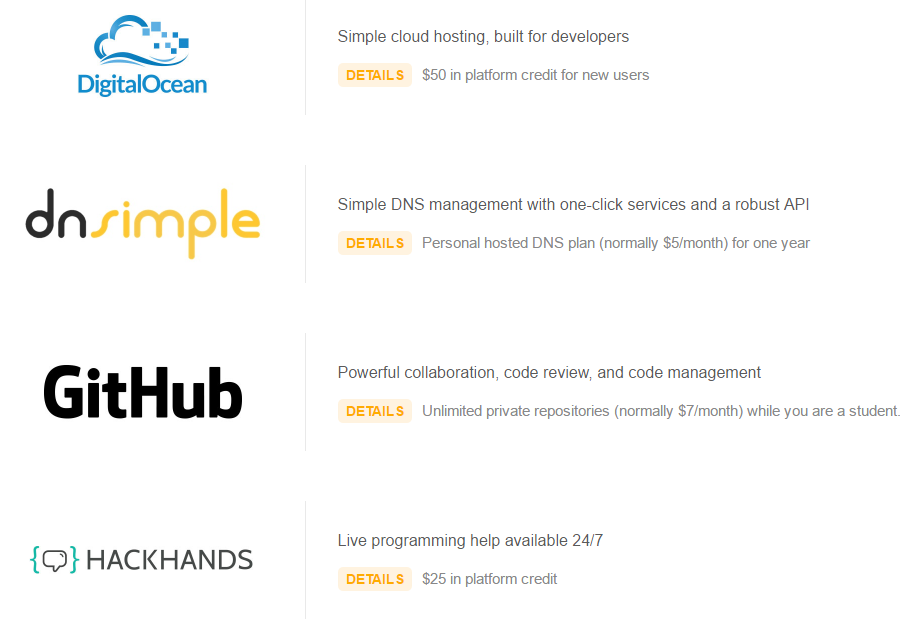 DigitalOcean
Simple cloud hosting, built for developers
DETAILS $50 in platform credit for new users
dnsimple
Simple DNS management with one-click services and a robust API
DETAILS Personal hosted DNS plan (normally $5/month) for one year
GitHub
Powerful collaboration, code review, and code management
DETAILS Unlimited private repositories (normally $7/month) while you are a student.
{ } HACKHANDS
Live programming help available 24/7
DETAILS $25 in platform credit